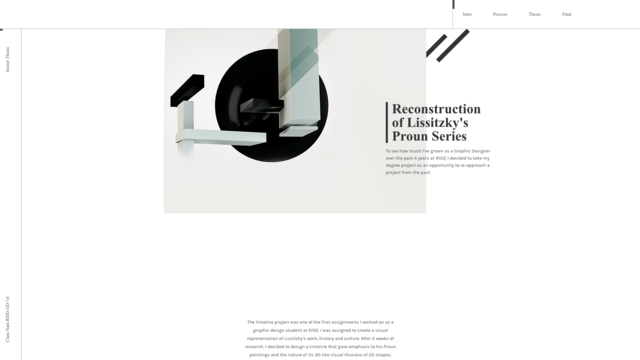 Intro
Process
Thesis
Final
Senior Thesis
Reconstruction
of Lissitzky's
Proun Series
To see how much I've grown as a Graphic Designer
over the past 4 years at RISD, I decided to take my
degree project as an opportunity to re-approach a
project from the past.
The timeline project was one of the first assignments I worked on as a
graphic design student at RISD. I was assigned to create a visual
representation of Lissitzky's work, history and culture. After 2 weeks of
research, I decided to design a timeline that gave emphasis to his Proun
paintings and the nature of its 3D-like visual illusions of 2D shapes.